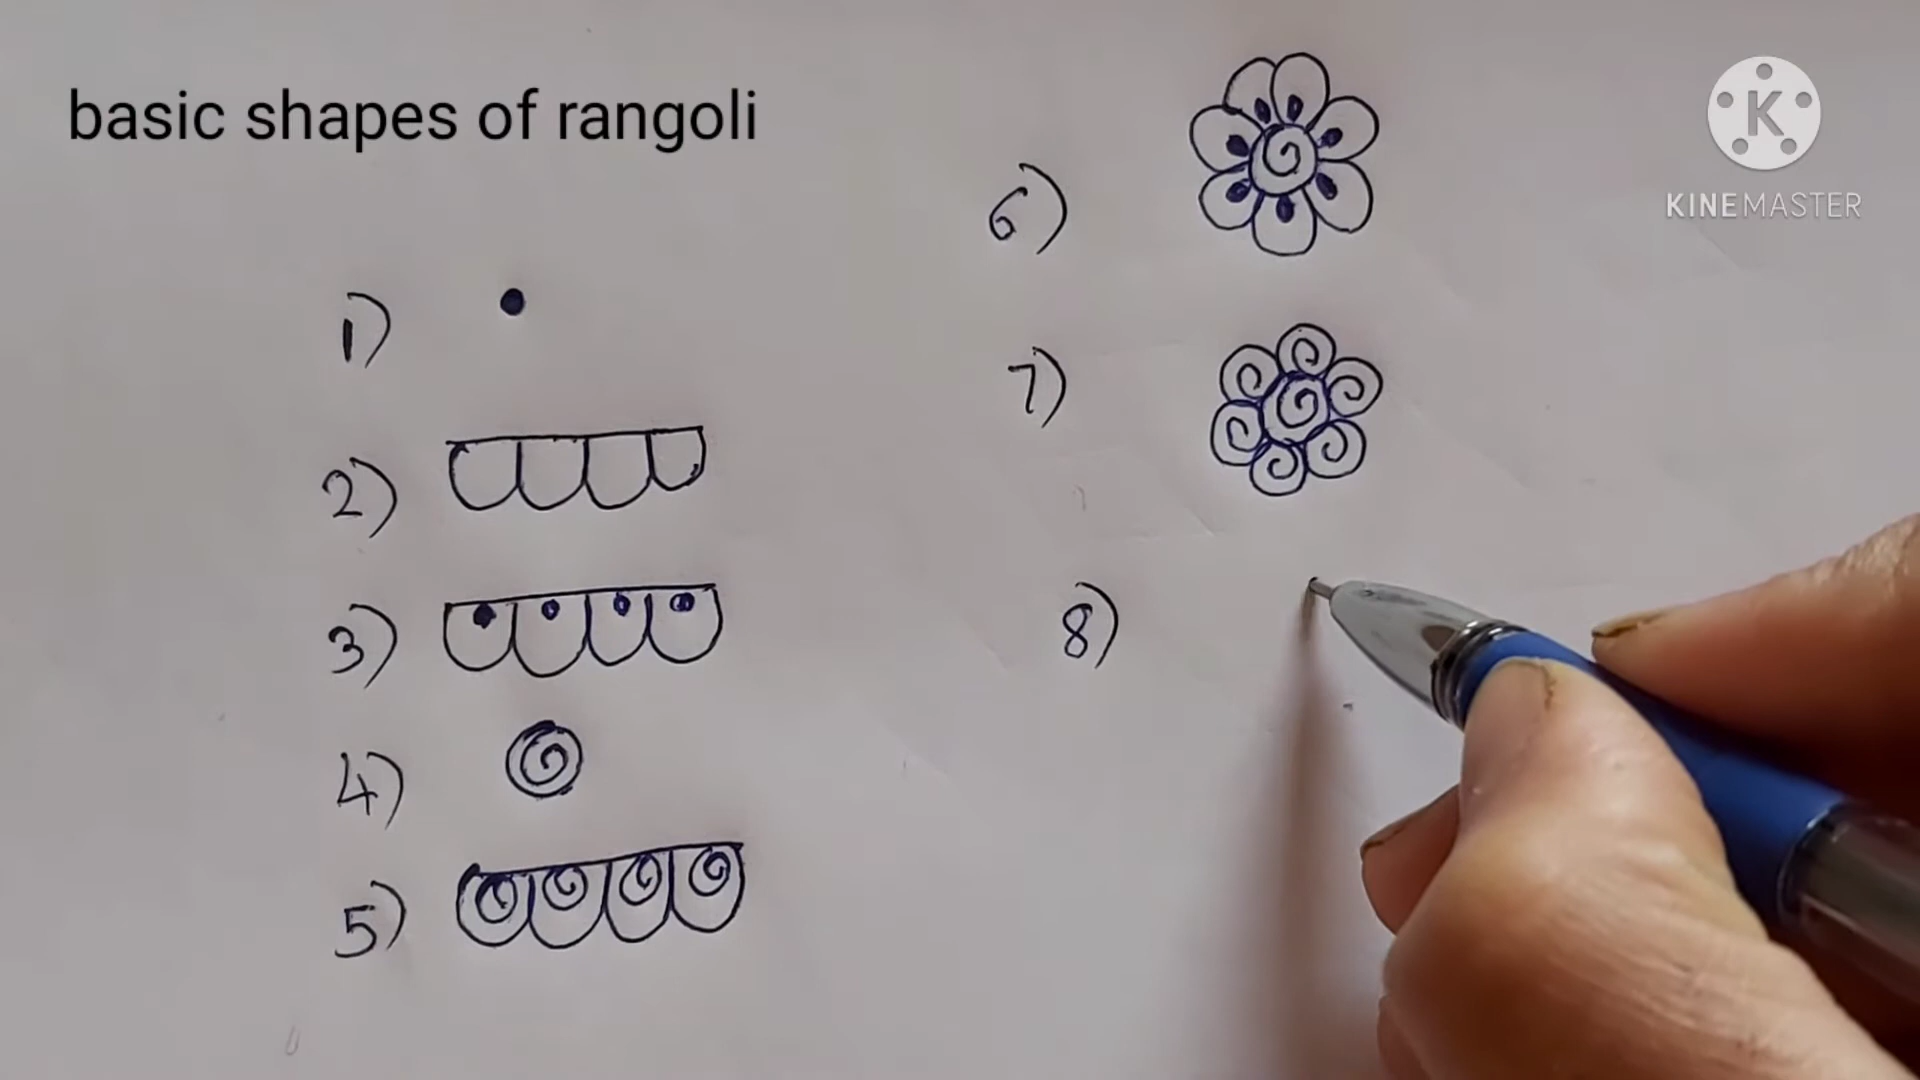 basic shapes of rangoli
1)
2)
3)
4)
5)
6)
7)
8)
K
KINEMASTER